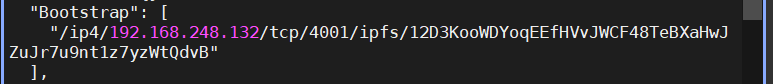 "Bootstrap": [
"/ip4/192.168.248.132/tcp/4001/ipfs/12D3KooWDYoqEEfHVvJWCF48TeBXaHwJ
ZuJr7u9nt1z7yzWtQdvB"
],